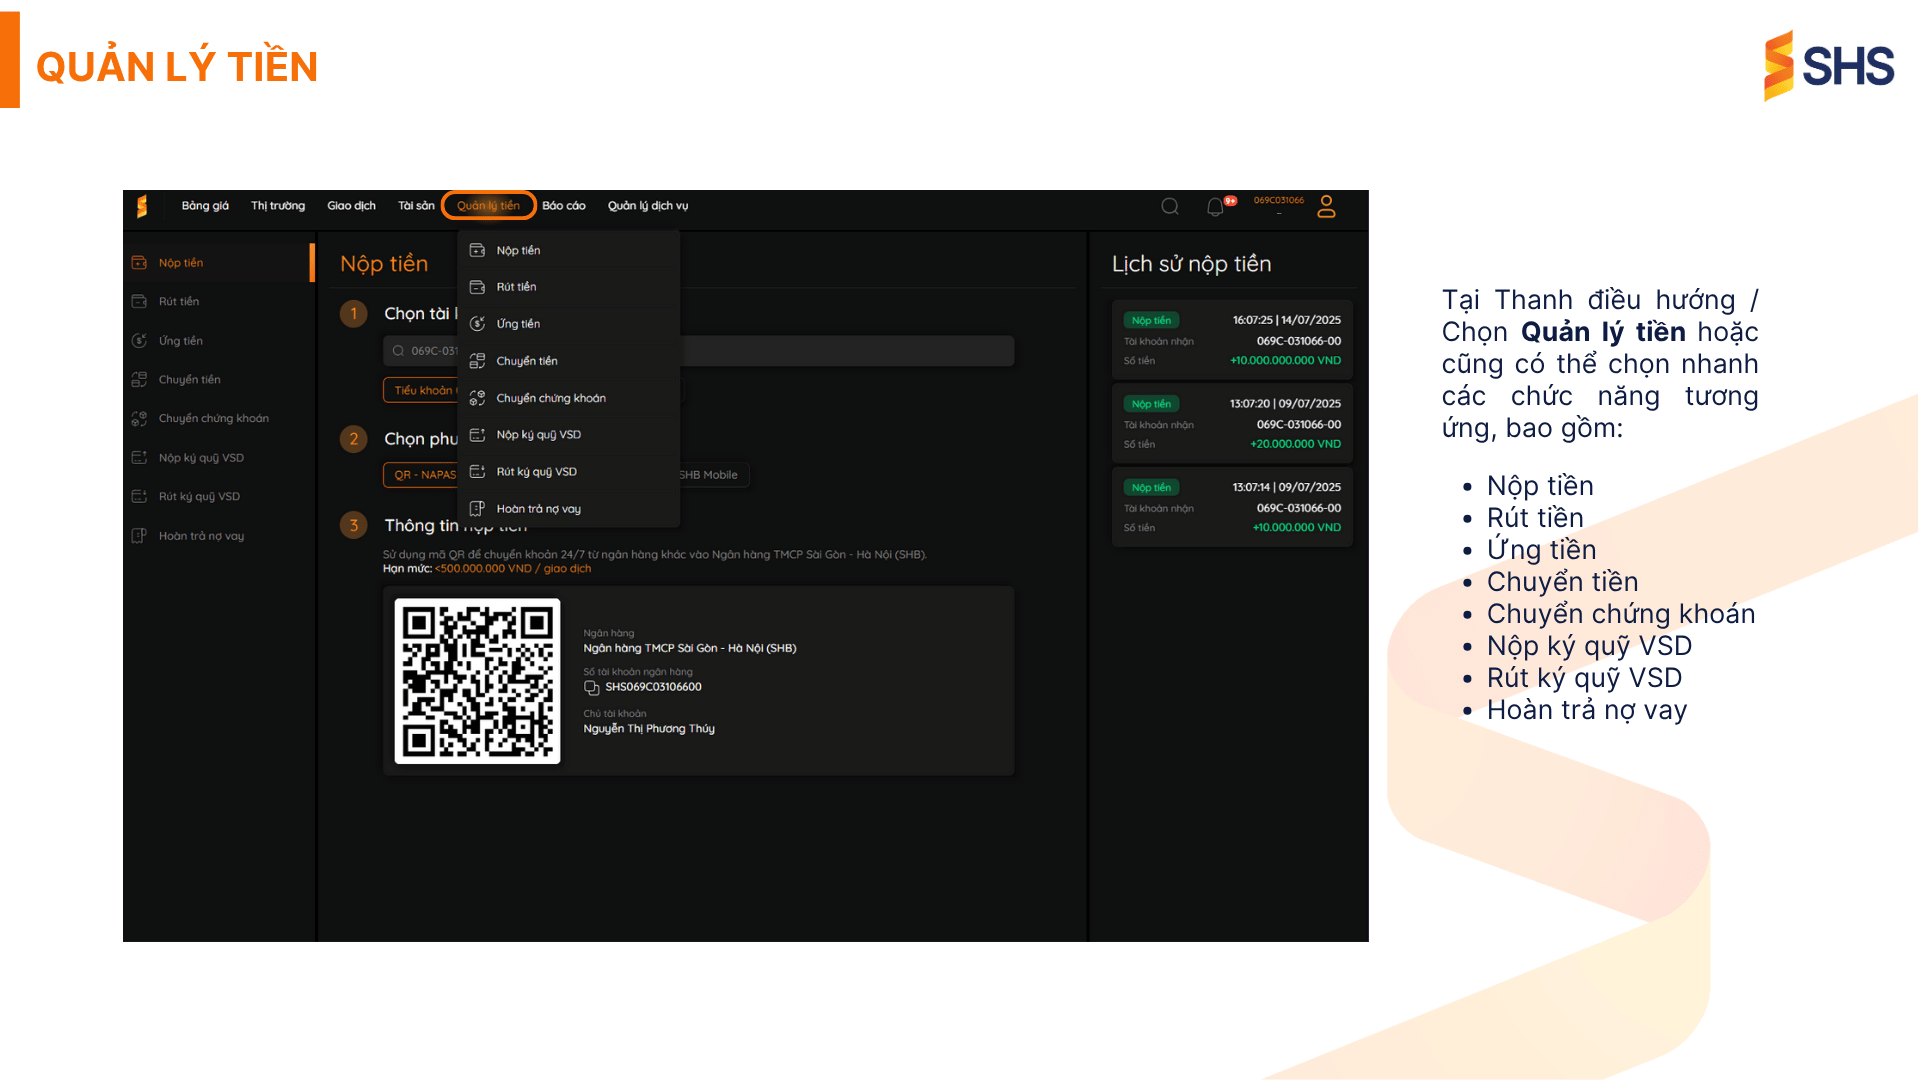 QUẢN LÝ TIỀN
SHS
Bảng giá Thị trường Giao dịch Tài sản Quản lý tiền Báo cáo Quản lý dịch vụ
9+
069C031066
Nộp tiền
Rút tiền
Ứng tiền
Chuyển tiền
Chuyển chứng khoán
Nộp ký quỹ VSD
Rút ký quỹ VSD
Hoàn trả nợ vay
Nộp tiền
Rút tiền
Ứng tiền
Chuyển tiền
Chuyển chứng khoán
Nộp ký quỹ VSD
Rút ký quỹ VSD
Hoàn trả nợ vay
Nộp tiền
1 Chọn tài
069C-031
Tiểu khoản
2 Chọn
QR - NAPAS
SHB Mobile
3 Thông tin nộp tiền
Sử dụng mã QR để chuyển khoản 24/7 từ ngân hàng khác vào Ngân hàng TMCP Sài Gòn - Hà Nội (SHB).
Hạn mức: <500.000.000 VND / giao dịch
Ngân hàng
Ngân hàng TMCP Sài Gòn - Hà Nội (SHB)
Số tài khoản ngân hàng
SHS069C03106600
Chủ tài khoản
Nguyễn Thị Phương Thúy
Lịch sử nộp tiền
Nộp tiền 16:07:25 | 14/07/2025
Tài khoản nhận 069C-031066-00
Số tiền +10.000.000.000 VND
Nộp tiền 13:07:20 | 09/07/2025
Tài khoản nhận 069C-031066-00
Số tiền +20.000.000 VND
Nộp tiền 13:07:14 | 09/07/2025
Tài khoản nhận 069C-031066-00
Số tiền +10.000.000 VND
Tại Thanh điều hướng /
Chọn Quản lý tiền hoặc
cũng có thể chọn nhanh
các chức năng tương
ứng, bao gồm:
• Nộp tiền
• Rút tiền
• Ứng tiền
• Chuyển tiền
• Chuyển chứng khoán
• Nộp ký quỹ VSD
• Rút ký quỹ VSD
• Hoàn trả nợ vay